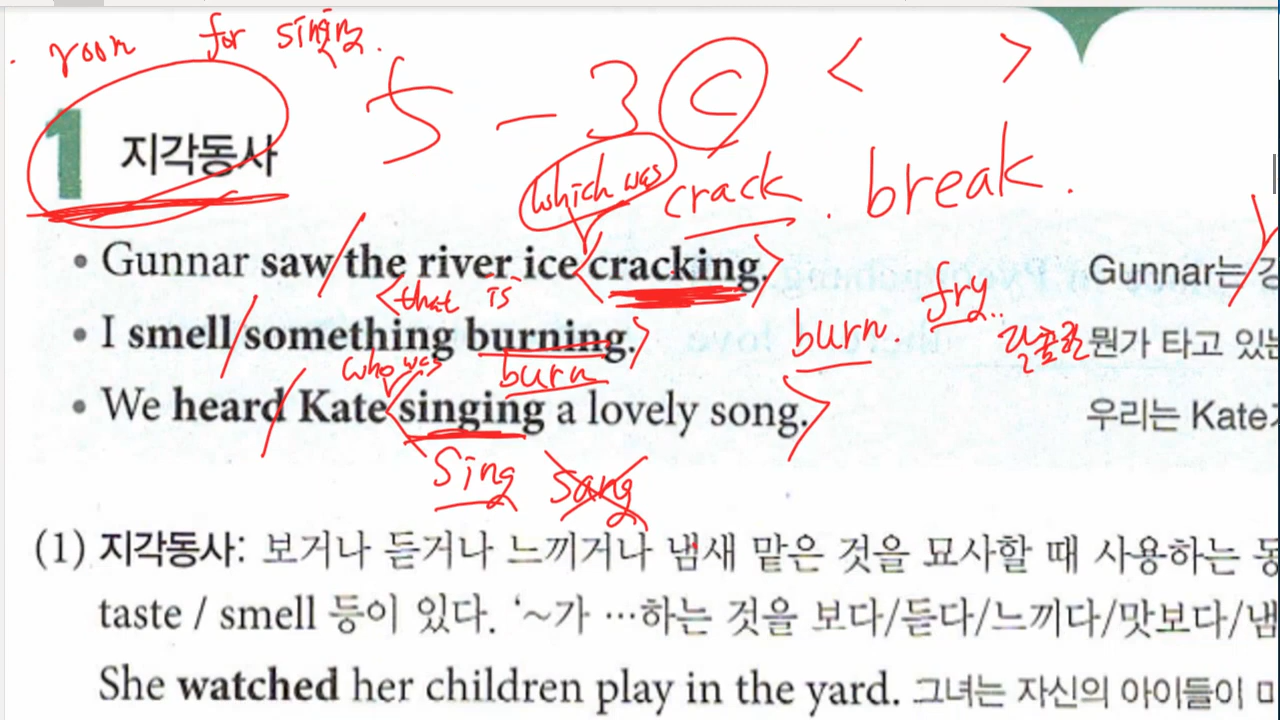 room for singing.
5 - 3 ⓒ < >
1 지각동사
which was crack. break.
• Gunnar saw the river ice cracking. Gunnar는 강
that is fry..
• I smell something burning. burn. 뭔가 타고 있는
who was burn
• We heard Kate singing a lovely song. 우리는 Kate가
Sing Sang
(1) 지각동사: 보거나 듣거나 느끼거나 냄새 맡은 것을 묘사할 때 사용하는 동
taste / smell 등이 있다. ‘~가 …하는 것을 보다/듣다/느끼다/맛보다/냄
She watched her children play in the yard. 그녀는 자신의 아이들이 마